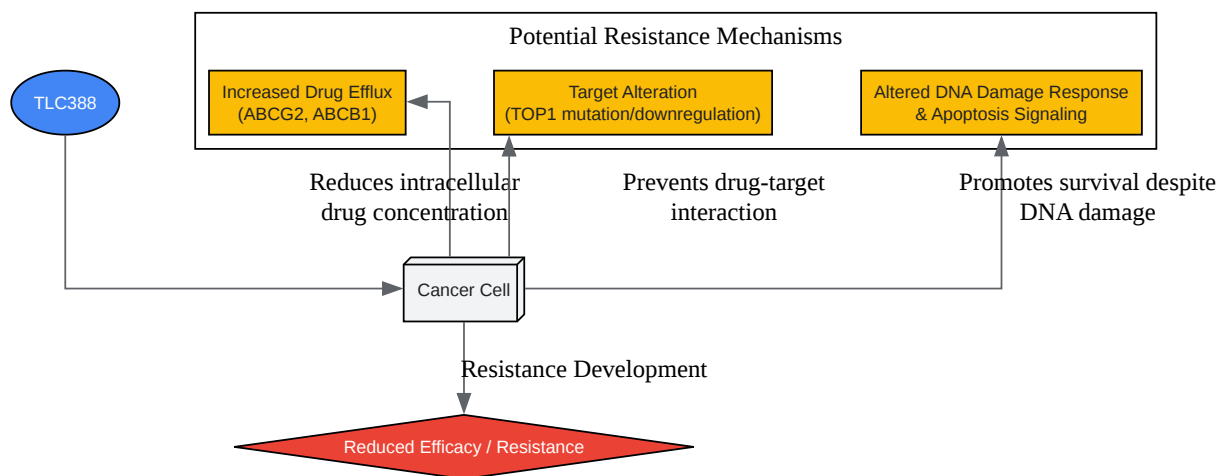 Potential Resistance Mechanisms
TLC388
Increased Drug Efflux
(ABCG2, ABCB1)
Target Alteration
(TOP1 mutation/downregulation)
Altered DNA Damage Response
& Apoptosis Signaling
Reduces intracellular
drug concentration
Prevents drug-target
interaction
Promotes survival despite
DNA damage
Cancer Cell
Resistance Development
Reduced Efficacy / Resistance